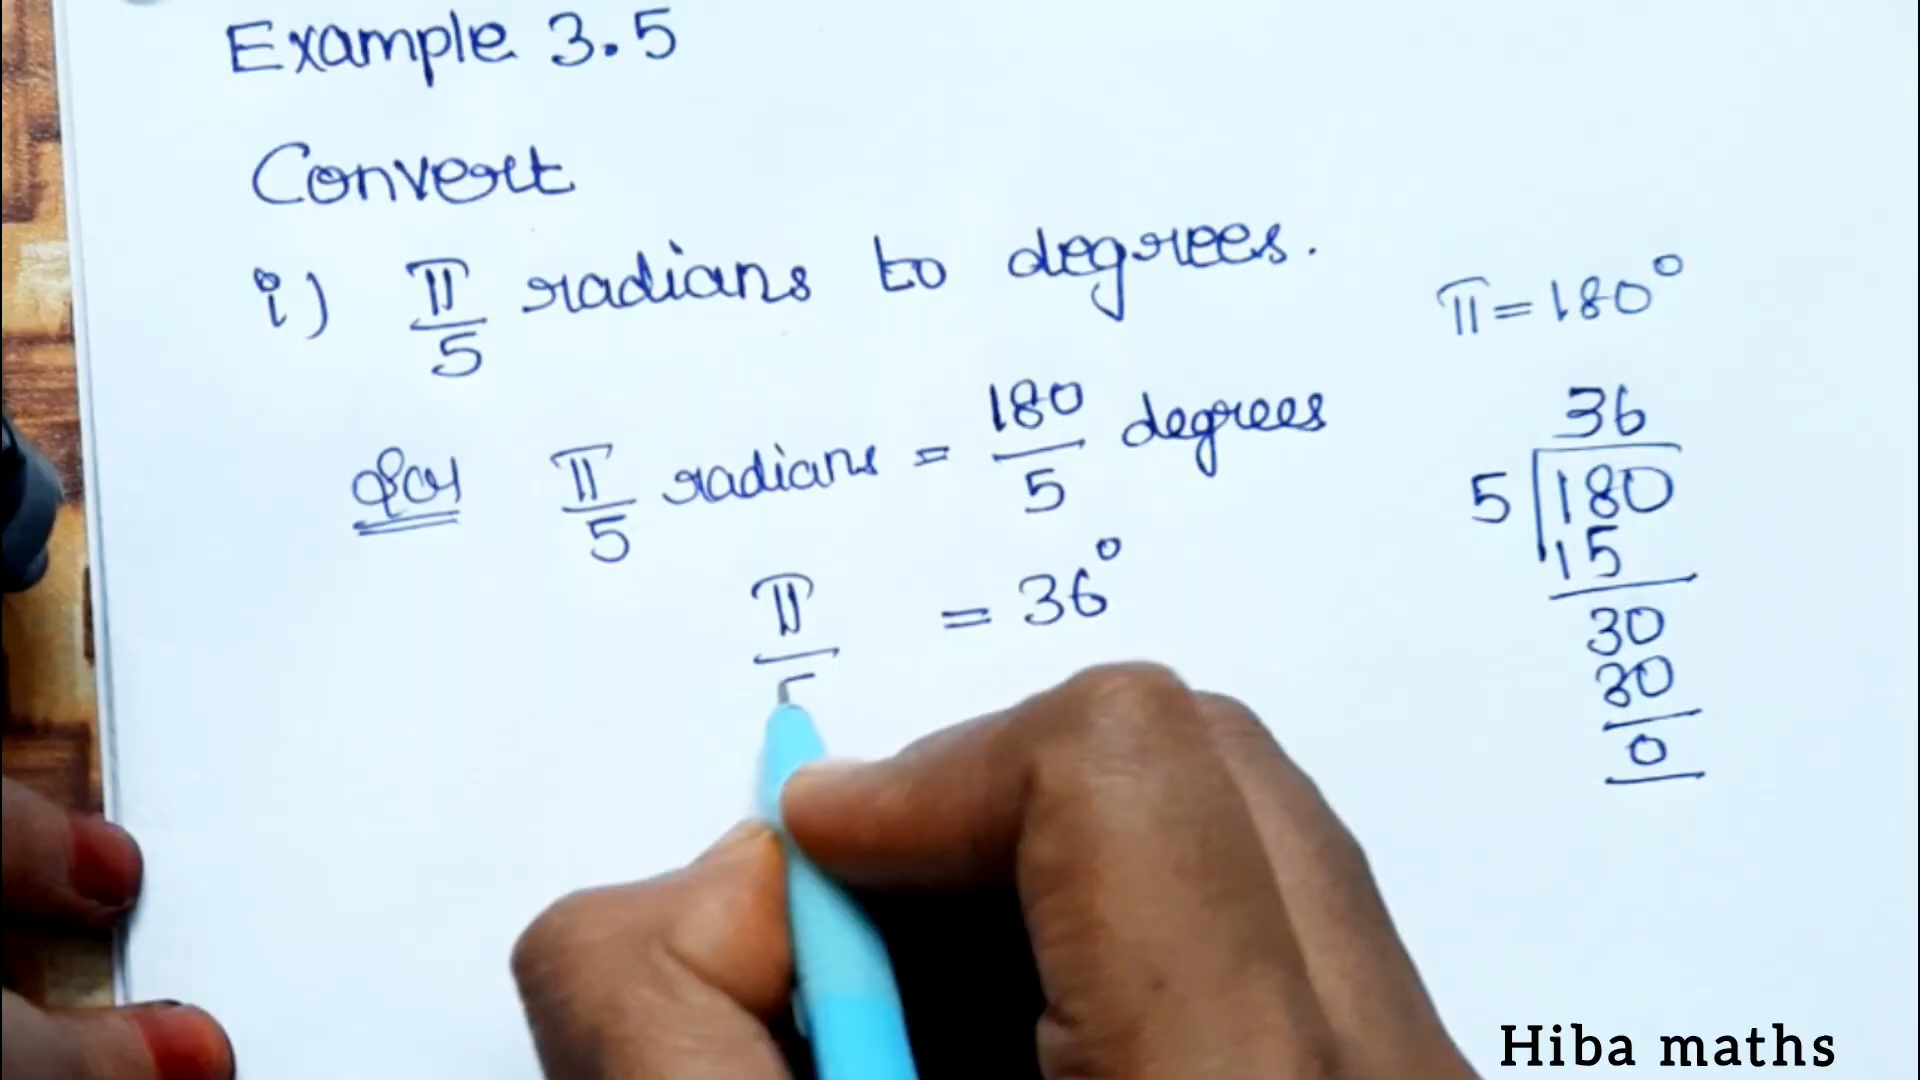 Example 3.5
Convert
i) π/5 radians to degrees.
π = 180°
Sol π/5 radians = 180/5 degrees
π/5 = 36°
36
5 180
15
30
30
0
Hiba maths